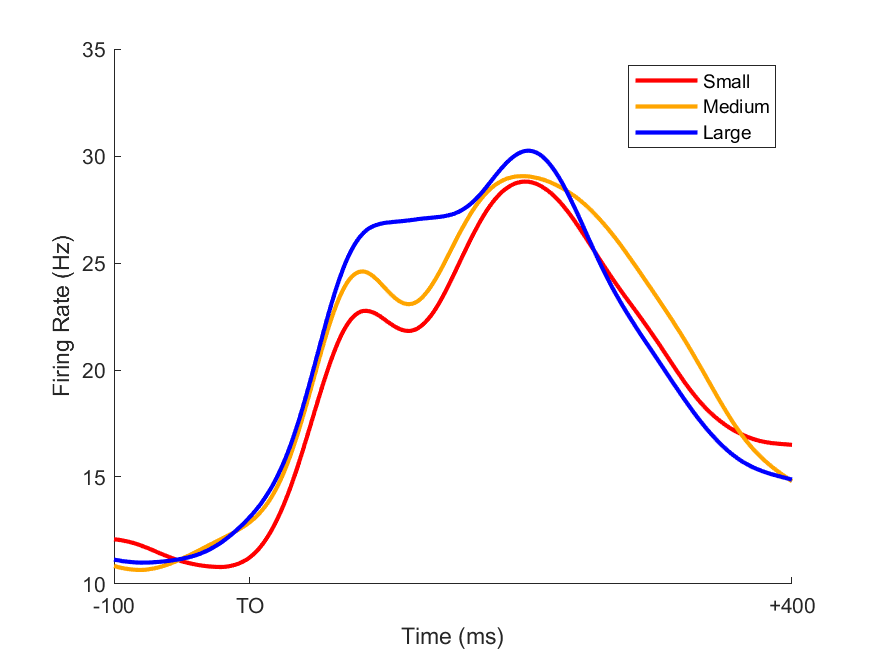 35
30
25
20
15
10
Firing Rate (Hz)
Small
Medium
Large
-100
TO
+400
Time (ms)